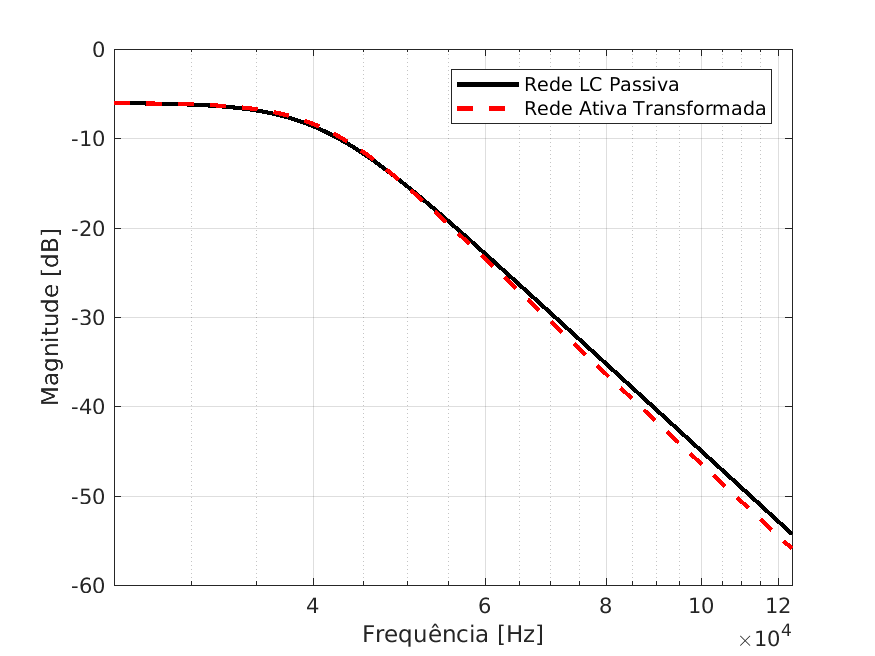 0
-10
-20
-30
-40
-50
-60
Magnitude [dB]
Rede LC Passiva
Rede Ativa Transformada
4 6 8 10 12
×10⁴
Frequência [Hz]